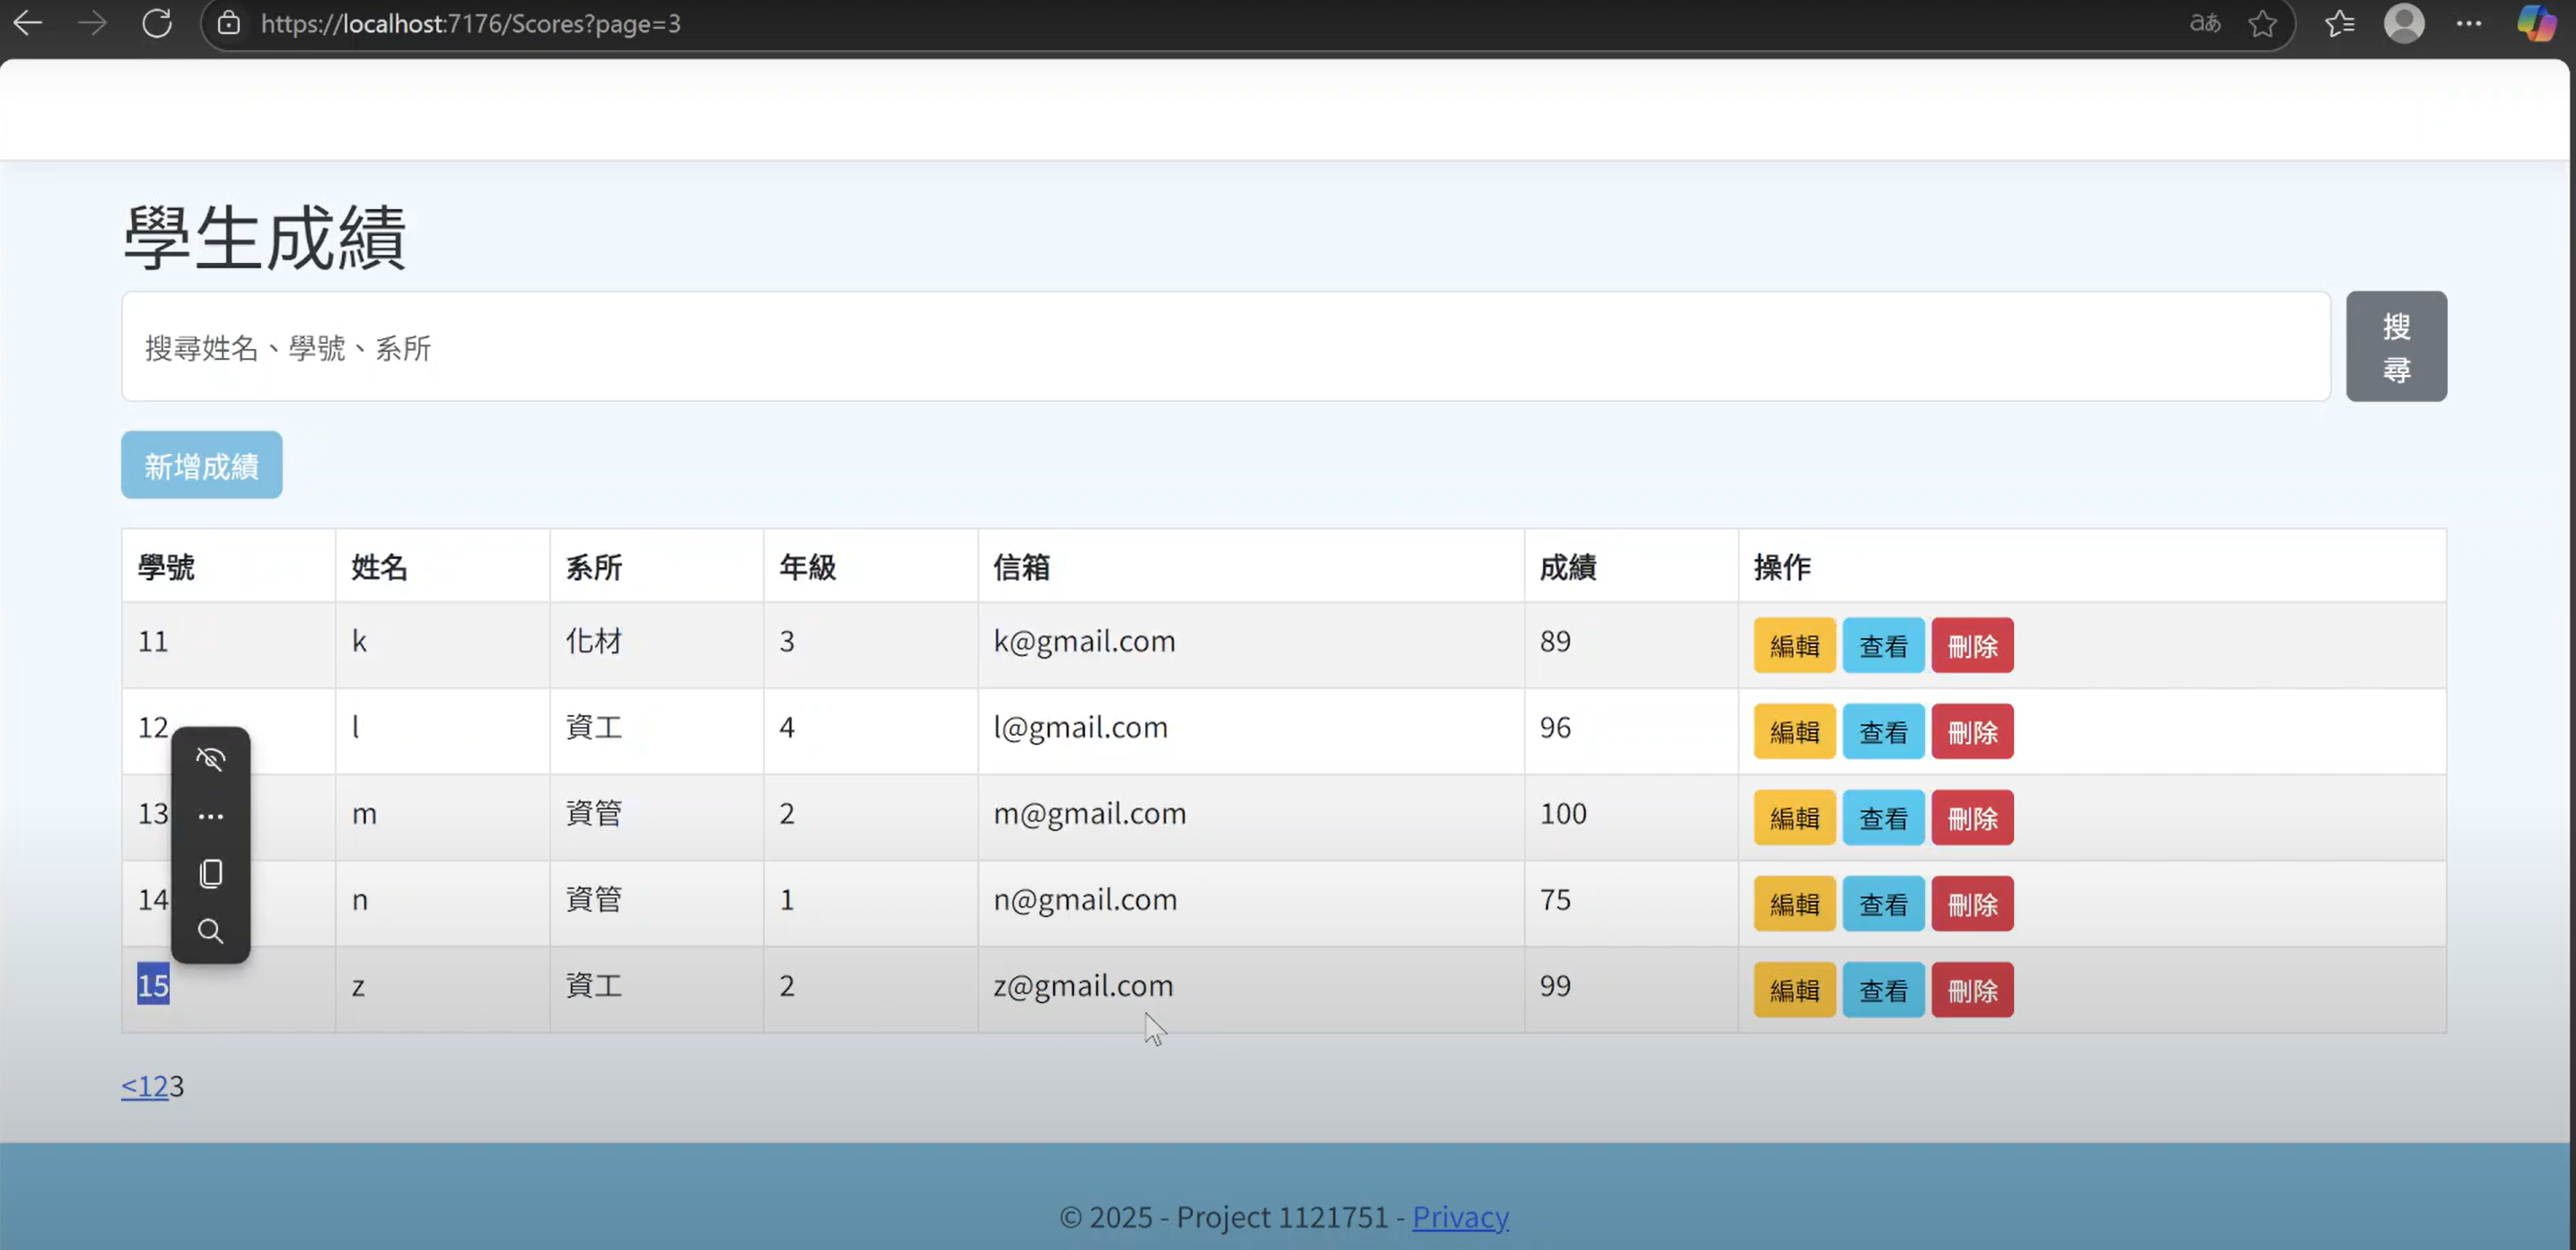 https://localhost:7176/Scores?page=3
aあ
學生成績
搜尋姓名、學號、系所
搜
尋
新增成績
學號 姓名 系所 年級 信箱 成績 操作
11 k 化材 3 k@gmail.com 89 編輯 查看 刪除
12 l 資工 4 l@gmail.com 96 編輯 查看 刪除
13 m 資管 2 m@gmail.com 100 編輯 查看 刪除
14 n 資管 1 n@gmail.com 75 編輯 查看 刪除
15 z 資工 2 z@gmail.com 99 編輯 查看 刪除
<123
© 2025 - Project 1121751 - Privacy